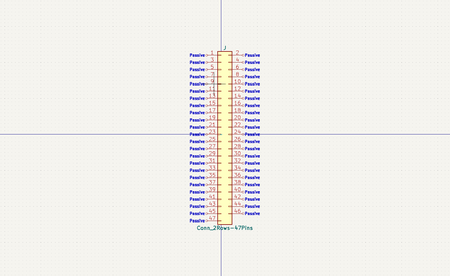 J
Passive 1 2 Passive
Passive 3 4 Passive
Passive 5 6 Passive
Passive 7 8 Passive
Passive 9 10 Passive
Passive 11 12 Passive
Passive 13 14 Passive
Passive 15 16 Passive
Passive 17 18 Passive
Passive 19 20 Passive
Passive 21 22 Passive
Passive 23 24 Passive
Passive 25 26 Passive
Passive 27 28 Passive
Passive 29 30 Passive
Passive 31 32 Passive
Passive 33 34 Passive
Passive 35 36 Passive
Passive 37 38 Passive
Passive 39 40 Passive
Passive 41 42 Passive
Passive 43 44 Passive
Passive 45 46 Passive
Passive 47
Conn_2Rows-47Pins